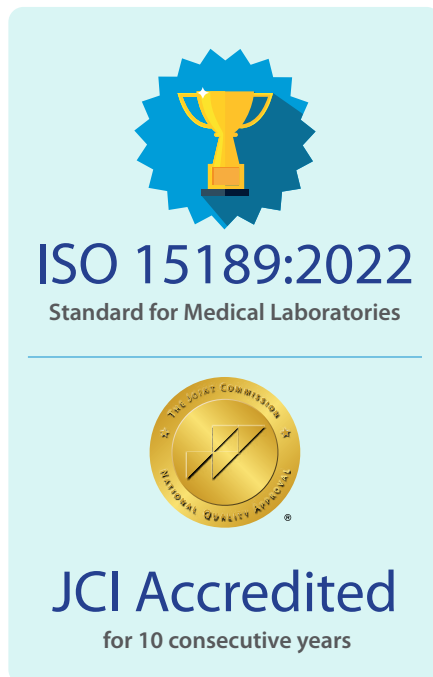 ISO 15189:2022
Standard for Medical Laboratories
THE JOINT COMMISSION
NATIONAL QUALITY APPROVAL
®
JCI Accredited
for 10 consecutive years